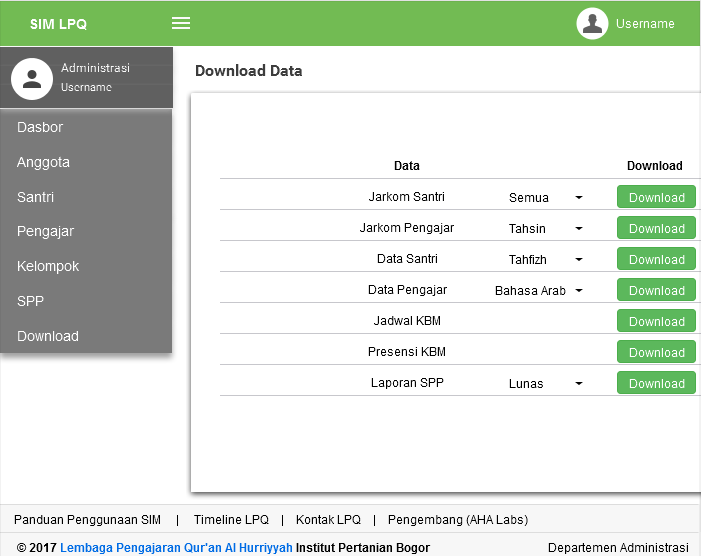 SIM LPQ
Username
Administrasi
Username
Dasbor
Anggota
Santri
Pengajar
Kelompok
SPP
Download
Download Data
Data Download
Jarkom Santri Semua Download
Jarkom Pengajar Tahsin Download
Data Santri Tahfizh Download
Data Pengajar Bahasa Arab Download
Jadwal KBM Download
Presensi KBM Download
Laporan SPP Lunas Download
Panduan Penggunaan SIM | Timeline LPQ | Kontak LPQ | Pengembang (AHA Labs)
© 2017 Lembaga Pengajaran Qur'an Al Hurriyyah Institut Pertanian Bogor Departemen Administrasi